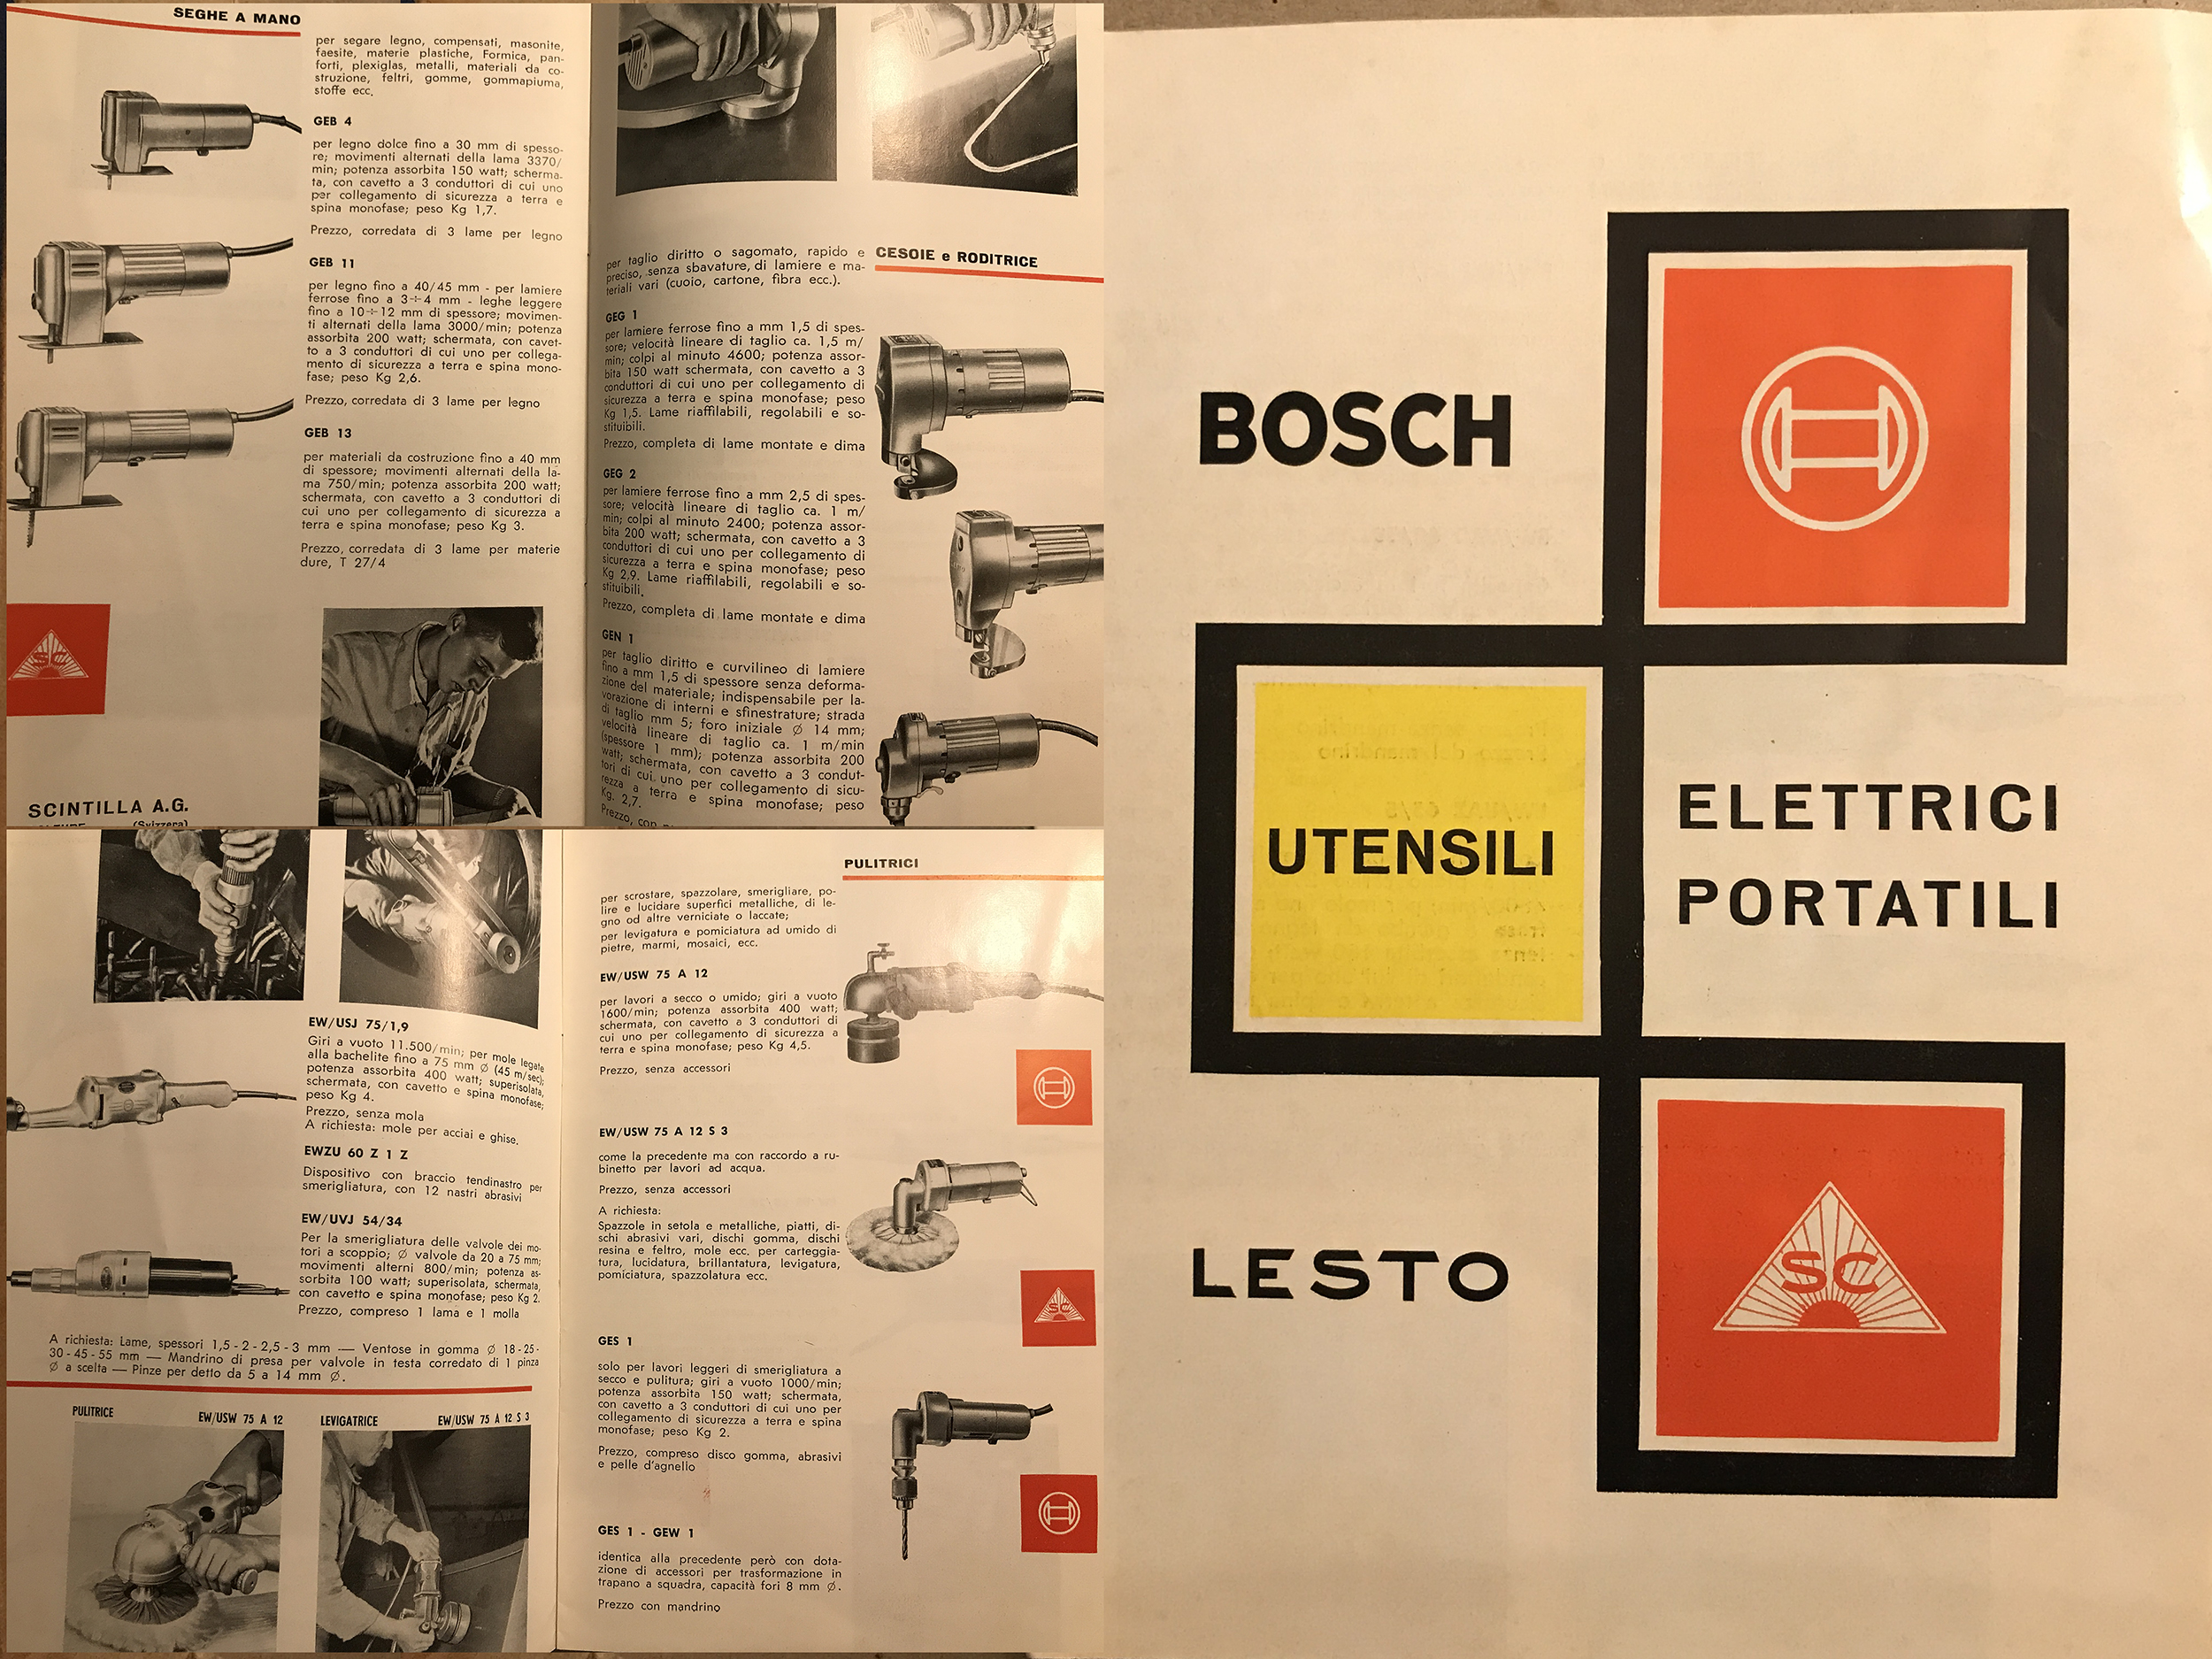 SEGHE A MANO
per segare legno, compensati, masonite,
faesite, materie plastiche, Formica, pan-
forti, plexiglas, metalli, materiali da co-
struzione, feltri, gomme, gommapiuma,
stoffe ecc.
GEB 4
per legno dolce fino a 30 mm di spesso-
re; movimenti alternati della lama 3370/
min; potenza assorbita 150 watt; scherma-
ta, con cavetto a 3 conduttori di cui uno
per collegamento di sicurezza a terra e
spina monofase; peso Kg 1,7.
Prezzo, corredata di 3 lame per legno
GEB 11
per legno fino a 40/45 mm - per lamiere
ferrose fino a 3÷4 mm - leghe leggere
fino a 10÷12 mm di spessore; movimen-
ti alternati della lama 3000/min; potenza
assorbita 200 watt; schermata, con cavet-
to a 3 conduttori di cui uno per collega-
mento di sicurezza a terra e spina mono-
fase; peso Kg 2,6.
Prezzo, corredata di 3 lame per legno
GEB 13
per materiali da costruzione fino a 40 mm
di spessore; movimenti alternati della la-
ma 750/min; potenza assorbita 200 watt;
schermata, con cavetto a 3 conduttori di
cui uno per collegamento di sicurezza a
terra e spina monofase; peso Kg 3.
Prezzo, corredata di 3 lame per materie
dure, T 27/4
SC
SCINTILLA A.G.
(Svizzera)
per taglio diritto o sagomato, rapido e
preciso, senza sbavature, di lamiere e ma-
teriali vari (cuoio, cartone, fibra ecc.).
CESOIE e RODITRICE
GEG 1
per lamiere ferrose fino a mm 1,5 di spes-
sore; velocità lineare di taglio ca. 1,5 m/
min; colpi al minuto 4600; potenza assor-
bita 150 watt schermata, con cavetto a 3
conduttori di cui uno per collegamento di
sicurezza a terra e spina monofase; peso
Kg 1,5. Lame riaffilabili, regolabili e so-
stituibili.
Prezzo, completa di lame montate e dima
GEG 2
per lamiere ferrose fino a mm 2,5 di spes-
sore; velocità lineare di taglio ca. 1 m/
min; colpi al minuto 2400; potenza assor-
bita 200 watt; schermata, con cavetto a 3
conduttori di cui uno per collegamento di
sicurezza a terra e spina monofase; peso
Kg 2,9. Lame riaffilabili, regolabili e so-
stituibili.
Prezzo, completa di lame montate e dima
GEN 1
per taglio diritto e curvilineo di lamiere
fino a mm 1,5 di spessore senza deforma-
zione del materiale; indispensabile per la-
vorazione di interni e sfinestrature; strada
di taglio mm 5; foro iniziale Ø 14 mm;
velocità lineare di taglio ca. 1 m/min
(spessore 1 mm); potenza assorbita 200
watt; schermata, con cavetto a 3 condut-
tori di cui uno per collegamento di sicu-
rezza a terra e spina monofase; peso
Kg. 2,7.
Prezzo, con
EW/USJ 75/1,9
Giri a vuoto 11.500/min; per mole legate
alla bachelite fino a 75 mm Ø (45 m/sec);
potenza assorbita 400 watt; superisolata,
schermata, con cavetto e spina monofase;
peso Kg 4.
Prezzo, senza mola
A richiesta: mole per acciai e ghise.
EWZU 60 Z 1 Z
Dispositivo con braccio tendinastro per
smerigliatura, con 12 nastri abrasivi
EW/UVJ 54/34
Per la smerigliatura delle valvole dei mo-
tori a scoppio; Ø valvole da 20 a 75 mm;
movimenti alterni 800/min; potenza as-
sorbita 100 watt; superisolata, schermata,
con cavetto e spina monofase; peso Kg 2.
Prezzo, compreso 1 lama e 1 molla
A richiesta: Lame, spessori 1,5 - 2 - 2,5 - 3 mm — Ventose in gomma Ø 18 - 25 -
30 - 45 - 55 mm — Mandrino di presa per valvole in testa corredato di 1 pinza
Ø a scelta — Pinze per detto da 5 a 14 mm Ø.
PULITRICE EW/USW 75 A 12
LEVIGATRICE EW/USW 75 A 12 S 3
PULITRICI
per scrostare, spazzolare, smerigliare, po-
lire e lucidare superfici metalliche, di le-
gno od altre verniciate o laccate;
per levigatura e pomiciatura ad umido di
pietre, marmi, mosaici, ecc.
EW/USW 75 A 12
per lavori a secco o umido; giri a vuoto
1600/min; potenza assorbita 400 watt;
schermata, con cavetto a 3 conduttori di
cui uno per collegamento di sicurezza a
terra e spina monofase; peso Kg 4,5.
Prezzo, senza accessori
EW/USW 75 A 12 S 3
come la precedente ma con raccordo a ru-
binetto per lavori ad acqua.
Prezzo, senza accessori
A richiesta:
Spazzole in setola e metalliche, piatti, di-
schi abrasivi vari, dischi gomma, dischi
resina e feltro, mole ecc. per carteggia-
tura, lucidatura, brillantatura, levigatura,
pomiciatura, spazzolatura ecc.
SC
GES 1
solo per lavori leggeri di smerigliatura a
secco e pulitura; giri a vuoto 1000/min;
potenza assorbita 150 watt; schermata,
con cavetto a 3 conduttori di cui uno per
collegamento di sicurezza a terra e spina
monofase; peso Kg 2.
Prezzo, compreso disco gomma, abrasivi
e pelle d'agnello
GES 1 - GEW 1
identica alla precedente però con dota-
zione di accessori per trasformazione in
trapano a squadra, capacità fori 8 mm Ø.
Prezzo con mandrino
BOSCH
UTENSILI
ELETTRICI
PORTATILI
LESTO
SC